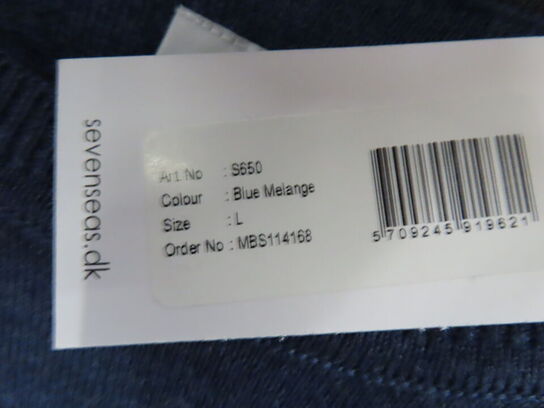 sevenseas.dk
Art.No : S650
Colour : Blue Melange
Size : L
Order No : MBS114168
5 709245 919621